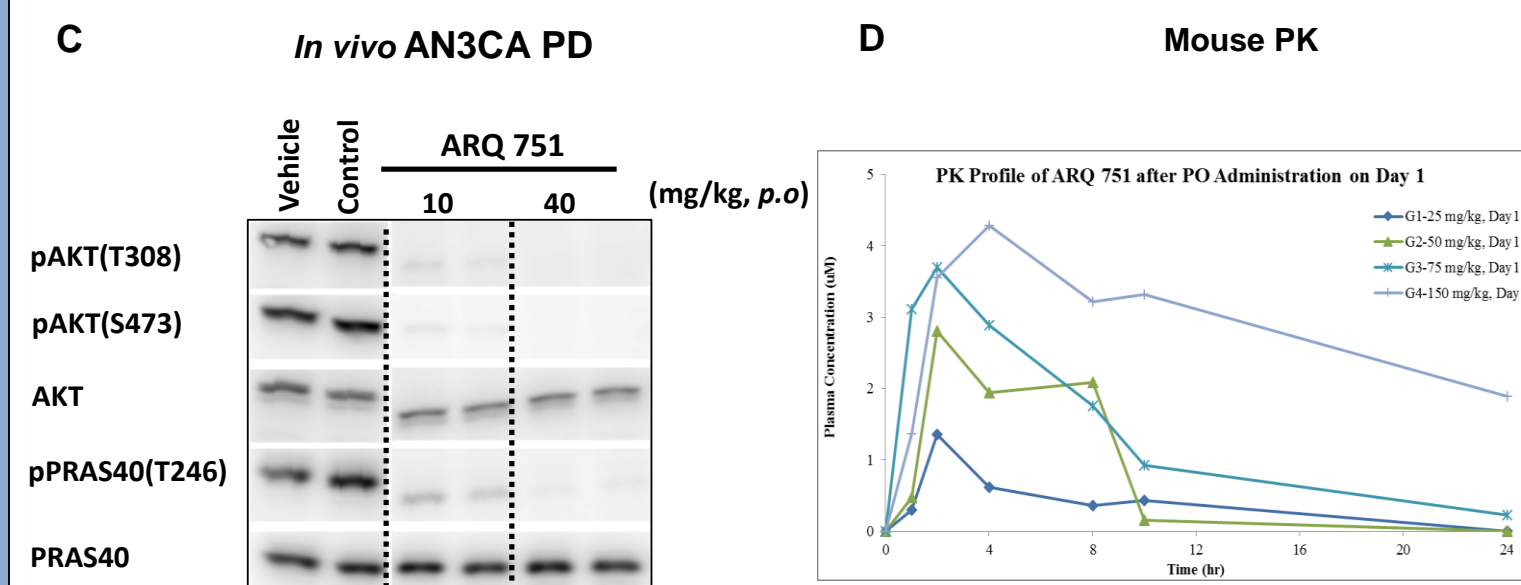 C
In vivo AN3CA PD
Vehicle
Control
ARQ 751
10
40
(mg/kg, p.o)
pAKT(T308)
pAKT(S473)
AKT
pPRAS40(T246)
PRAS40
D
Mouse PK
PK Profile of ARQ 751 after PO Administration on Day 1
Plasma Concentration (uM)
5
4
3
2
1
0
G1-25 mg/kg, Day1
G2-50 mg/kg, Day1
G3-75 mg/kg, Day1
G4-150 mg/kg, Day
0 4 8 12 16 20 24
Time (hr)